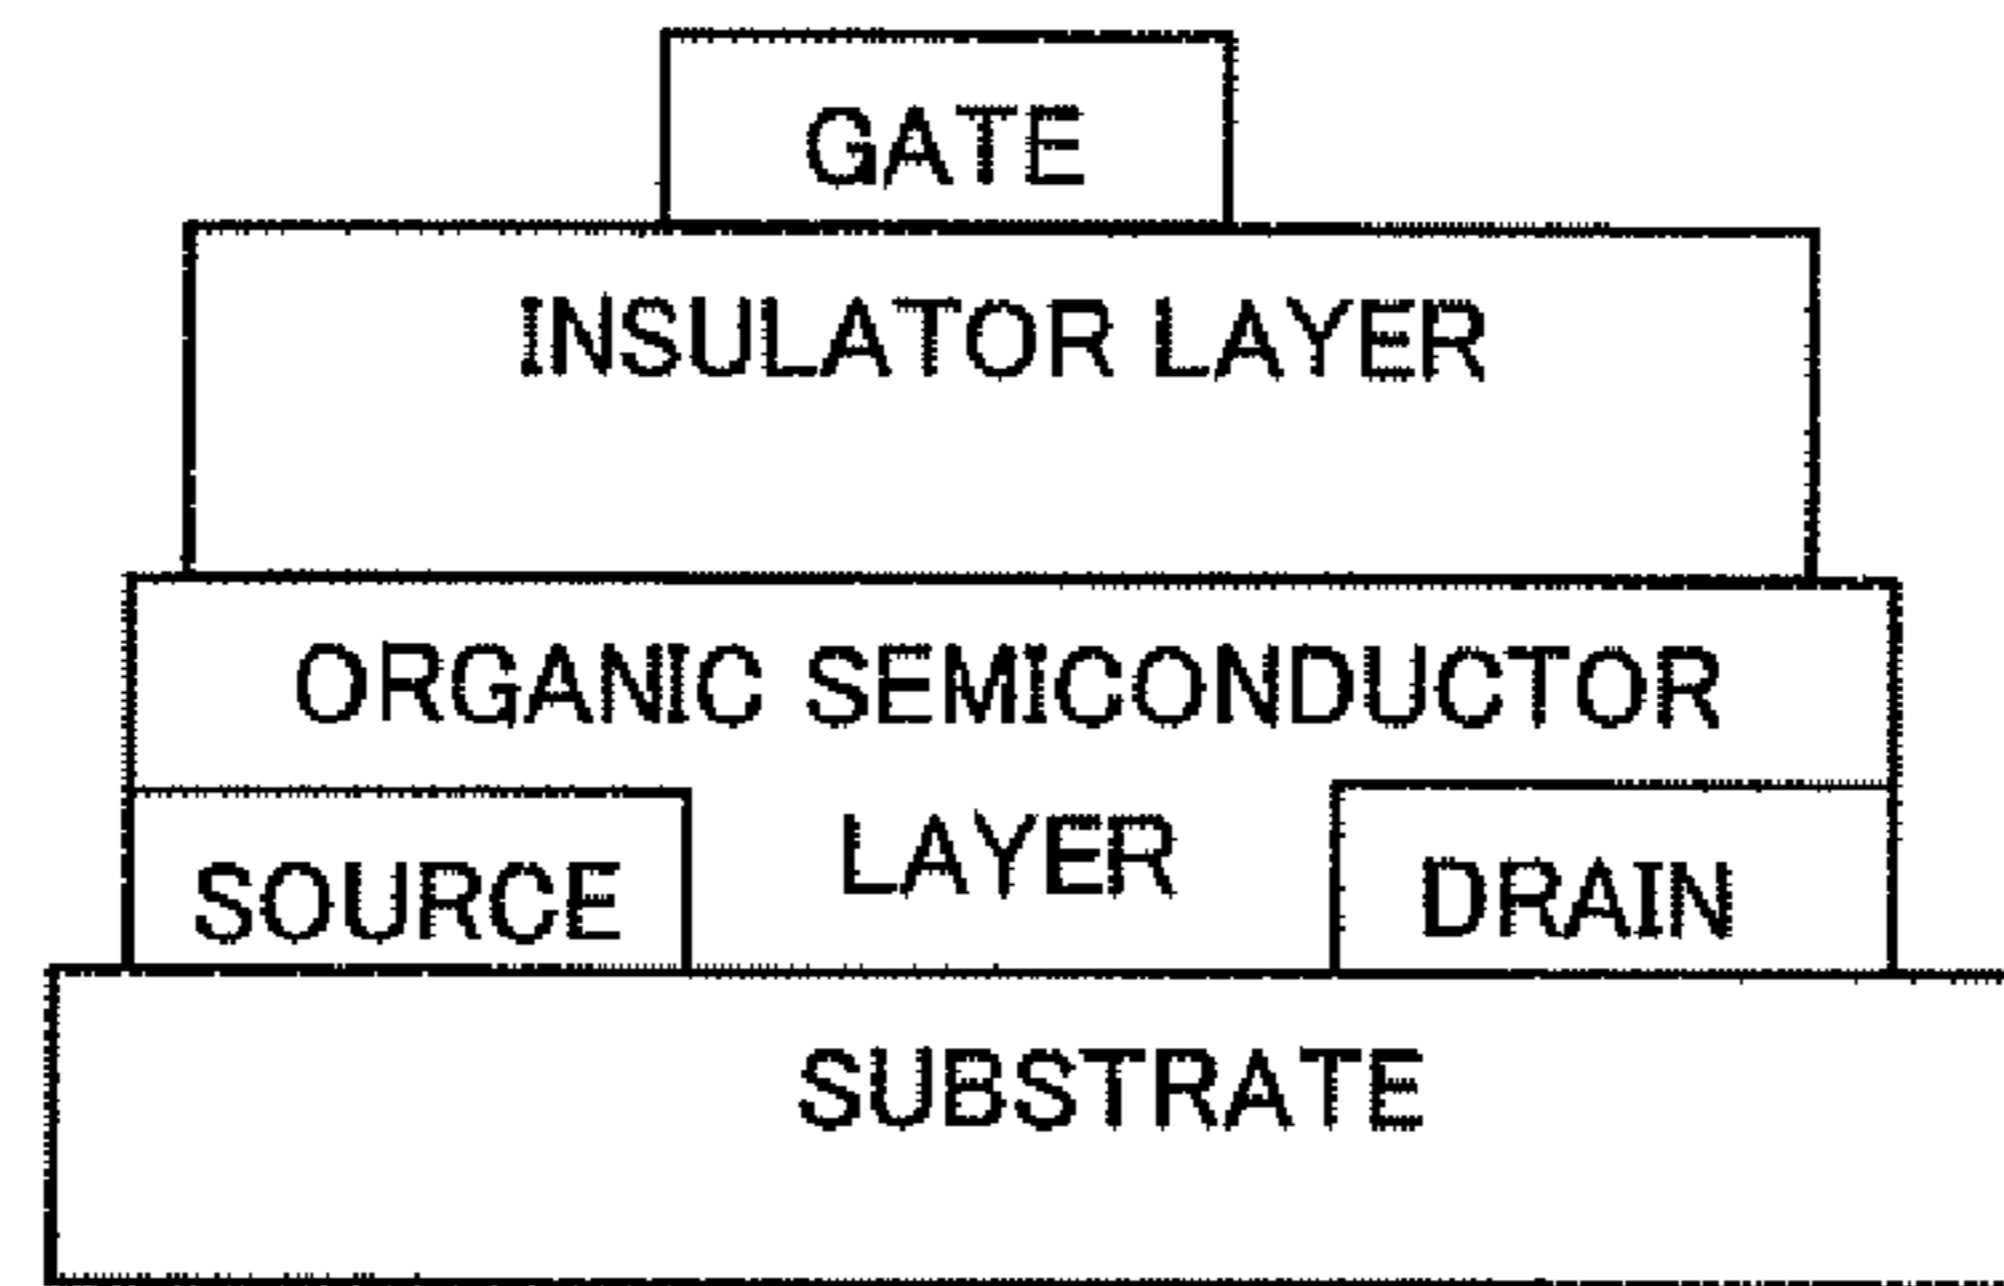 GATE
INSULATOR LAYER
ORGANIC SEMICONDUCTOR
LAYER
SOURCE
DRAIN
SUBSTRATE